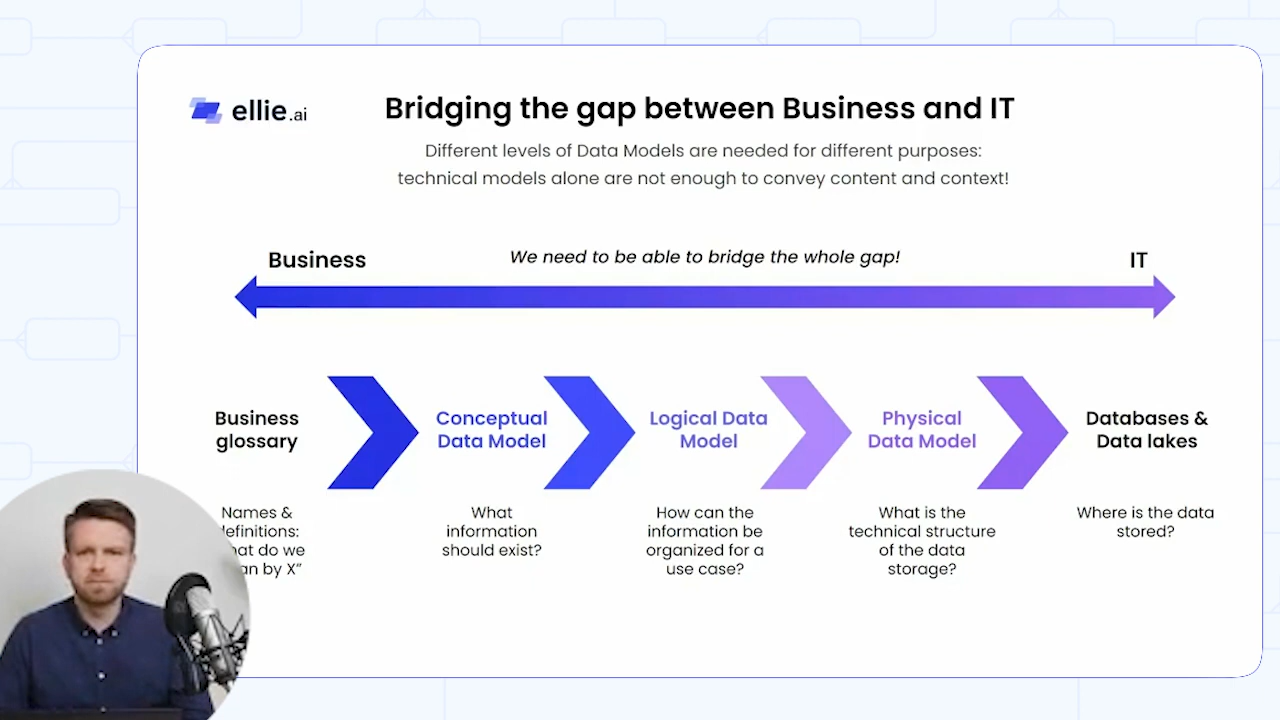 ellie.ai
Bridging the gap between Business and IT
Different levels of Data Models are needed for different purposes:
technical models alone are not enough to convey content and context!
Business
We need to be able to bridge the whole gap!
IT
Business
glossary
Conceptual
Data Model
Logical Data
Model
Physical
Data Model
Databases &
Data lakes
Names &
definitions:
do we
by X”
What
information
should exist?
How can the
information be
organized for a
use case?
What is the
technical structure
of the data
storage?
Where is the data
stored?